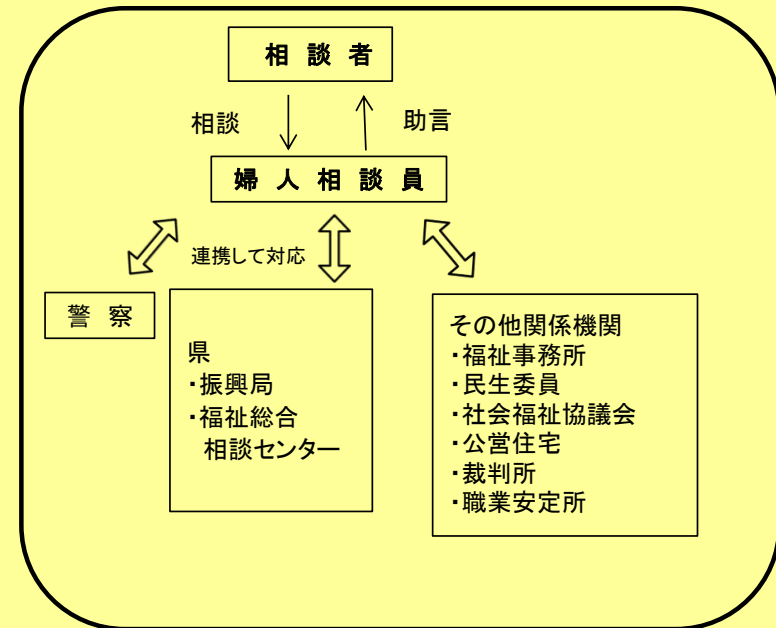 相 談 者
相談
助言
婦 人 相 談 員
連携して対応
警 察
県
・振興局
・福祉総合
相談センター
その他関係機関
・福祉事務所
・民生委員
・社会福祉協議会
・公営住宅
・裁判所
・職業安定所